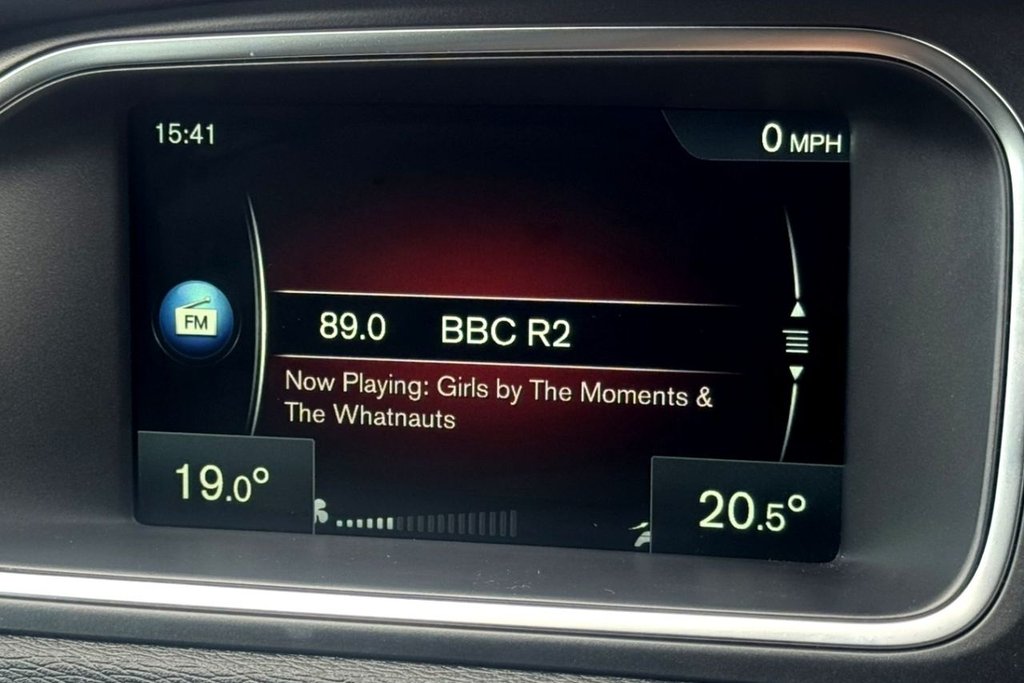 15:41
0 MPH
FM
89.0 BBC R2
Now Playing: Girls by The Moments &
The Whatnauts
19.0°
20.5°